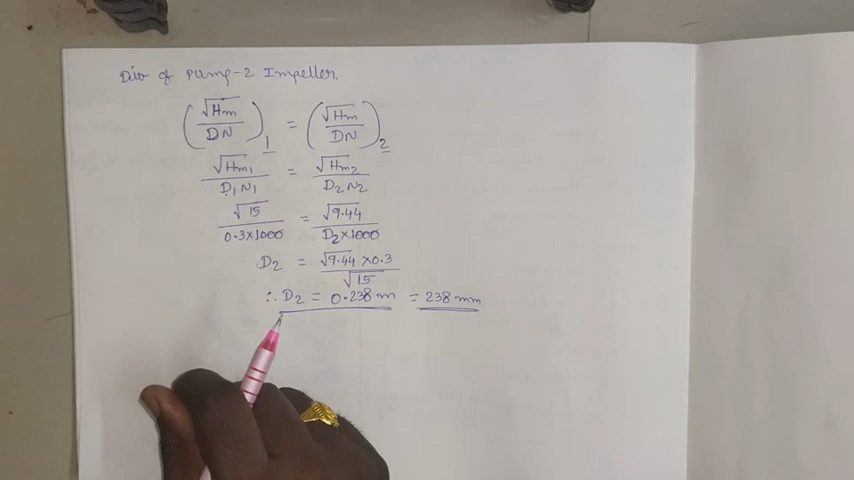 Dia of Pump-2 Impeller.
(√Hm / DN)₁ = (√Hm / DN)₂
√Hm₁ / D₁N₁ = √Hm₂ / D₂N₂
√15 / 0.3×1000 = √9.44 / D₂×1000
D₂ = √9.44 ×0.3 / √15
∴ D₂ = 0.238 m = 238 mm